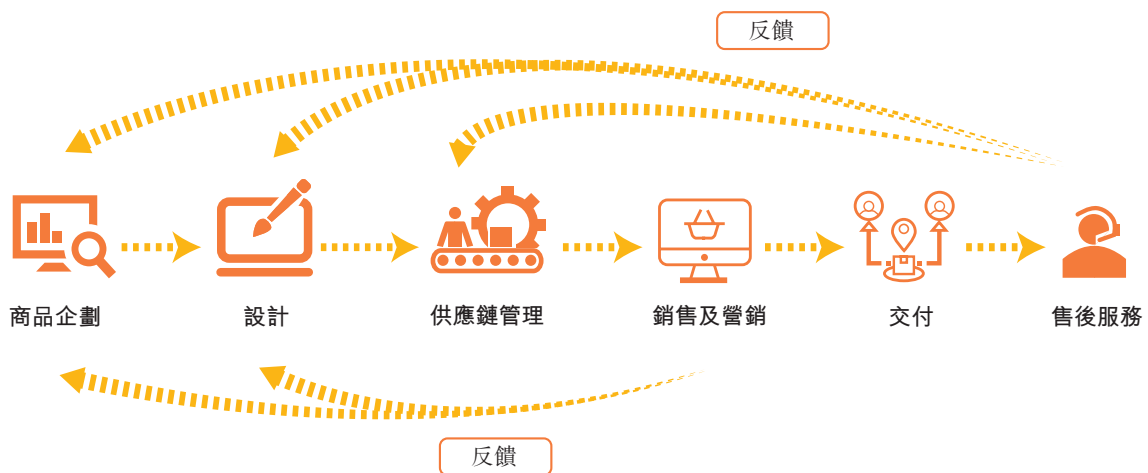 反饋
商品企劃
設計
供應鏈管理
銷售及營銷
交付
售後服務
反饋